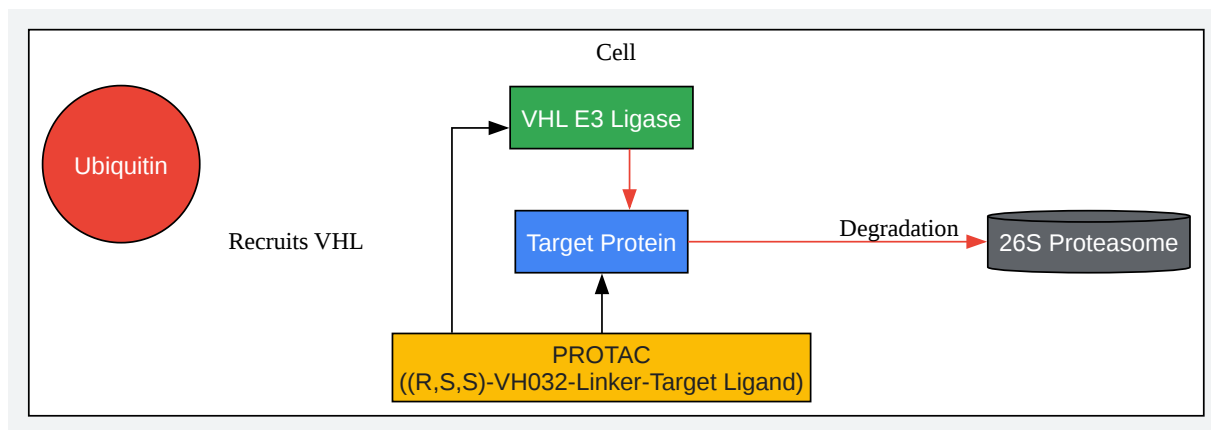 Cell
VHL E3 Ligase
Ubiquitin
Recruits VHL
Target Protein
Degradation
26S Proteasome
PROTAC
((R,S,S)-VH032-Linker-Target Ligand)